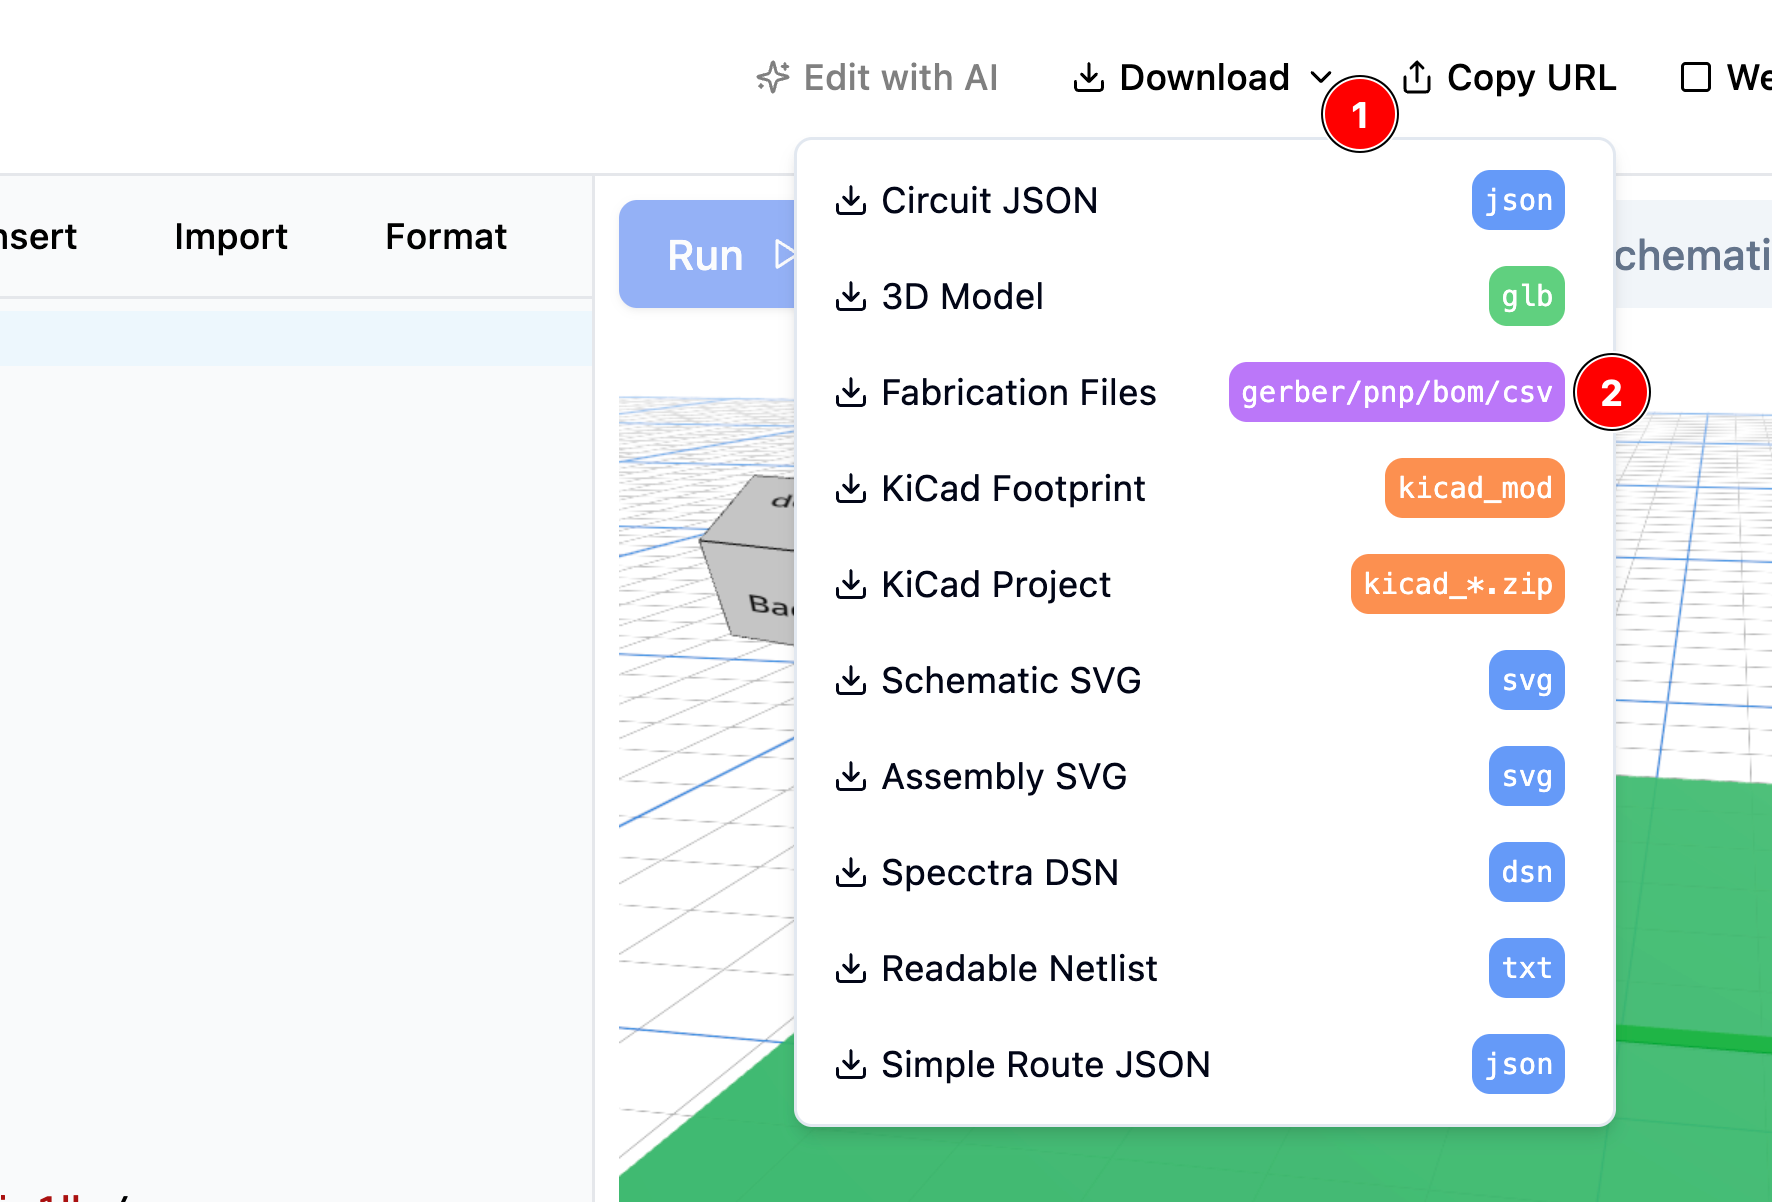 Edit with AI Download Copy URL We
1
nsert Import Format
Run
chemati
Circuit JSON json
3D Model glb
Fabrication Files gerber/pnp/bom/csv 2
KiCad Footprint kicad_mod
KiCad Project kicad_*.zip
Bac
Schematic SVG svg
Assembly SVG svg
Specctra DSN dsn
Readable Netlist txt
Simple Route JSON json